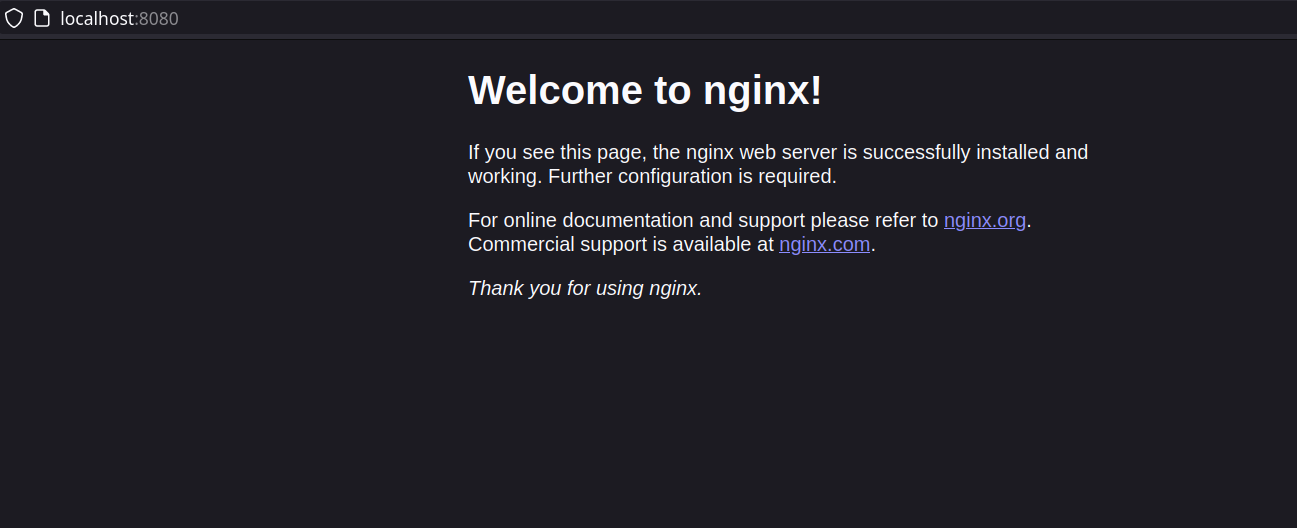 localhost:8080
Welcome to nginx!
If you see this page, the nginx web server is successfully installed and
working. Further configuration is required.
For online documentation and support please refer to nginx.org.
Commercial support is available at nginx.com.
Thank you for using nginx.